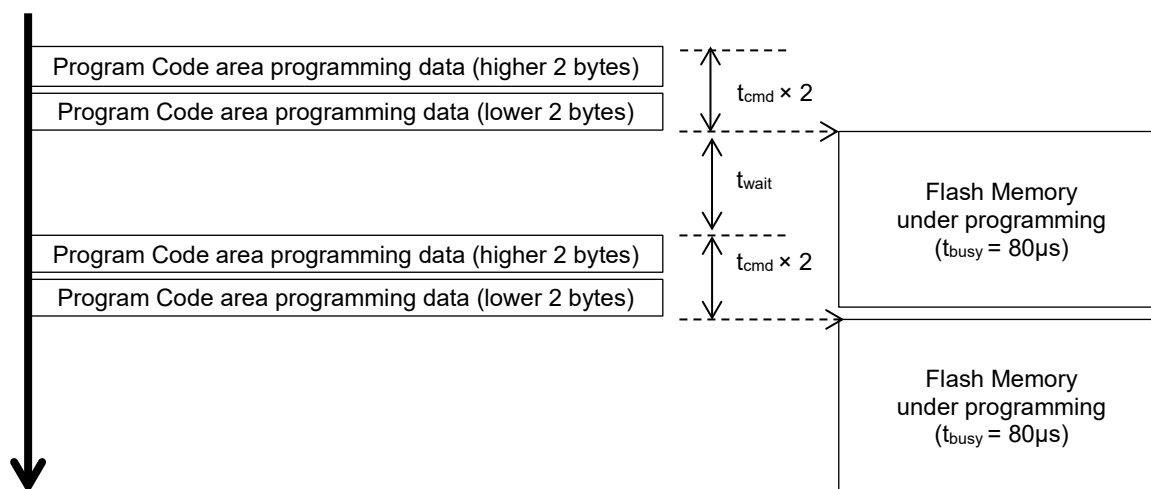 Program Code area programming data (higher 2 bytes)
tcmd × 2
Program Code area programming data (lower 2 bytes)
twait
Flash Memory
under programming
(tbusy = 80µs)
Program Code area programming data (higher 2 bytes)
tcmd × 2
Program Code area programming data (lower 2 bytes)
Flash Memory
under programming
(tbusy = 80µs)